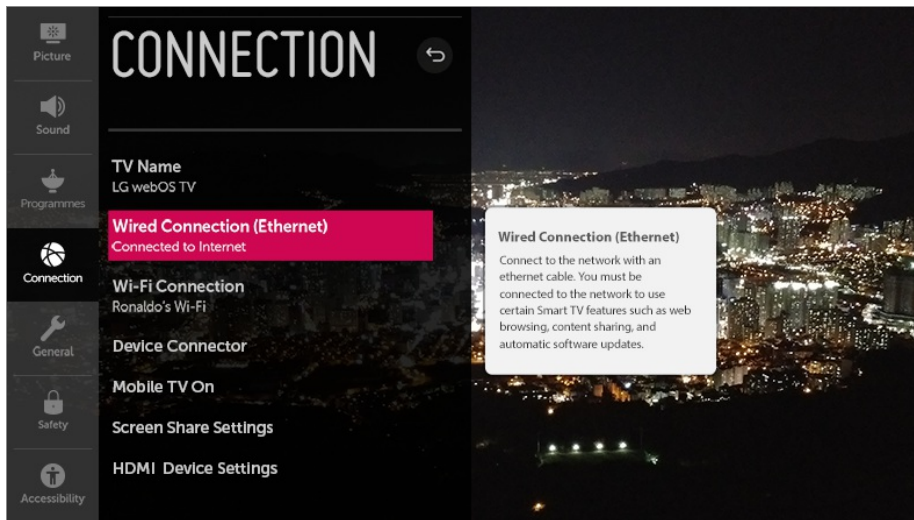 Picture
Sound
Programmes
Connection
General
Safety
Accessibility
CONNECTION
TV Name
LG webOS TV
Wired Connection (Ethernet)
Connected to Internet
Wi-Fi Connection
Ronaldo's Wi-Fi
Device Connector
Mobile TV On
Screen Share Settings
HDMI Device Settings
Wired Connection (Ethernet)
Connect to the network with an
ethernet cable. You must be
connected to the network to use
certain Smart TV features such as web
browsing, content sharing, and
automatic software updates.